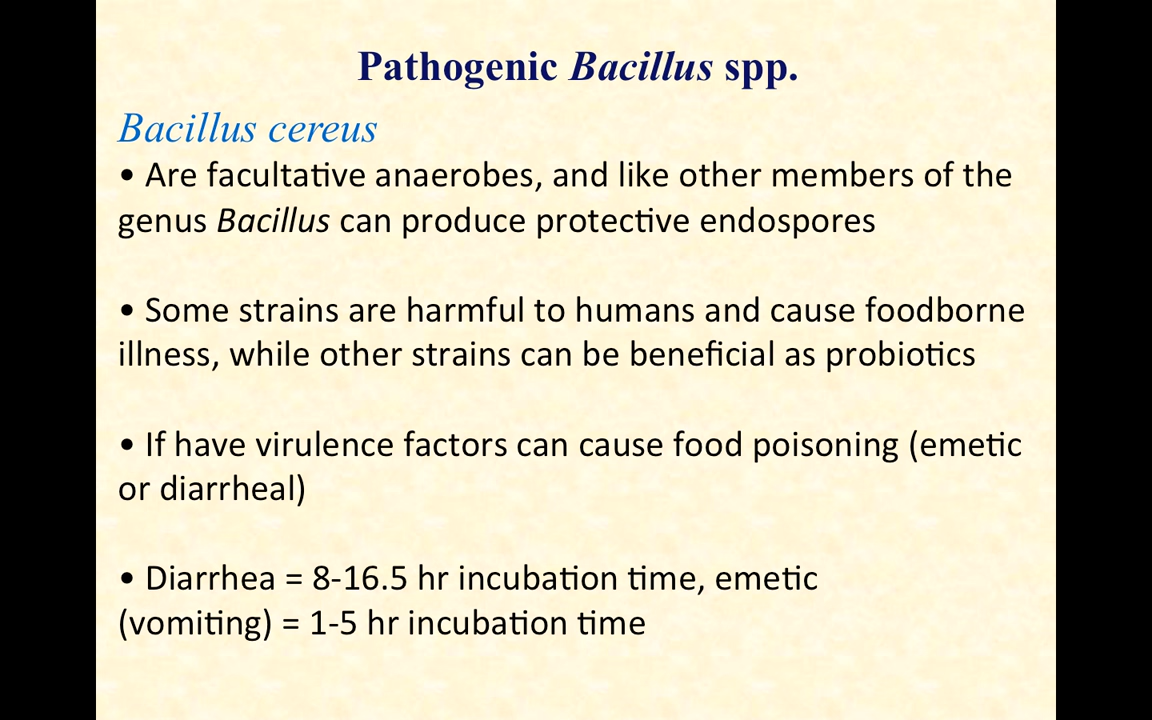 Pathogenic Bacillus spp.
Bacillus cereus
• Are facultative anaerobes, and like other members of the
genus Bacillus can produce protective endospores
• Some strains are harmful to humans and cause foodborne
illness, while other strains can be beneficial as probiotics
• If have virulence factors can cause food poisoning (emetic
or diarrheal)
• Diarrhea = 8-16.5 hr incubation time, emetic
(vomiting) = 1-5 hr incubation time